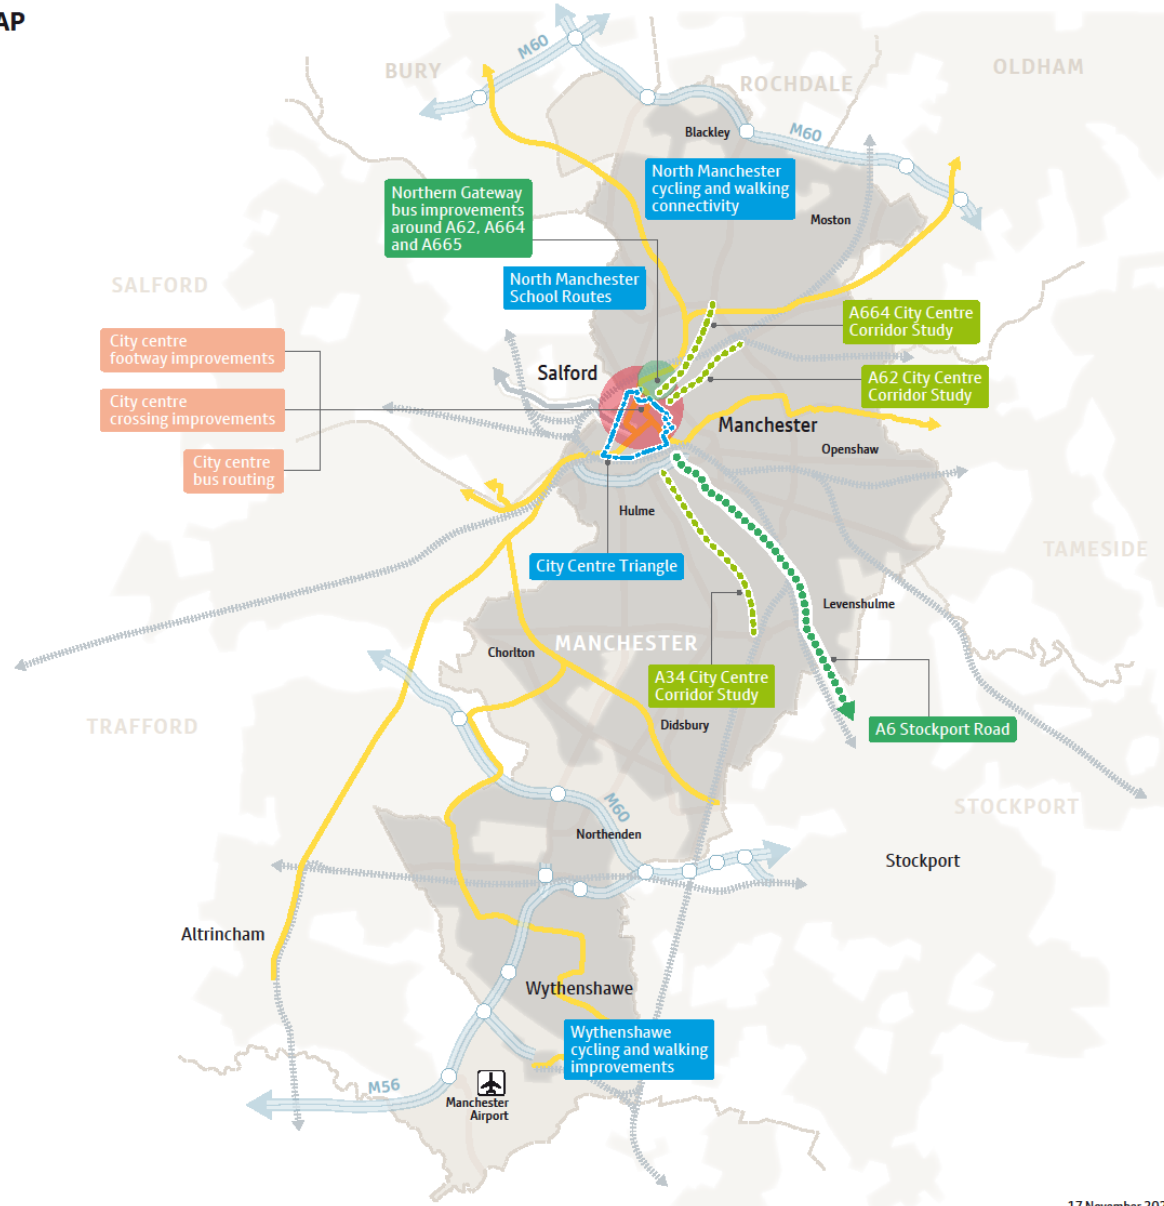 AP
M60
BURY
ROCHDALE
OLDHAM
Blackley
M60
North Manchester
cycling and walking
connectivity
Northern Gateway
bus improvements
around A62, A664
and A665
Moston
North Manchester
School Routes
SALFORD
A664 City Centre
Corridor Study
City centre
footway improvements
Salford
A62 City Centre
Corridor Study
City centre
crossing improvements
Manchester
Openshaw
City centre
bus routing
Hulme
TAMESIDE
City Centre Triangle
Levenshulme
MANCHESTER
Chorlton
A34 City Centre
Corridor Study
TRAFFORD
Didsbury
A6 Stockport Road
M60
STOCKPORT
Northenden
Stockport
Altrincham
Wythenshawe
Wythenshawe
cycling and walking
improvements
M56
Manchester
Airport
17 November